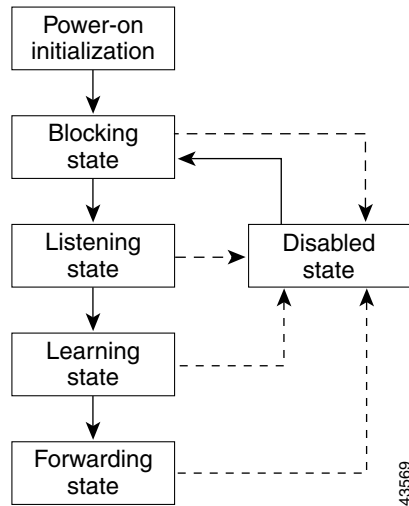 Power-on
initialization
Blocking
state
Listening
state
Disabled
state
Learning
state
Forwarding
state
43569